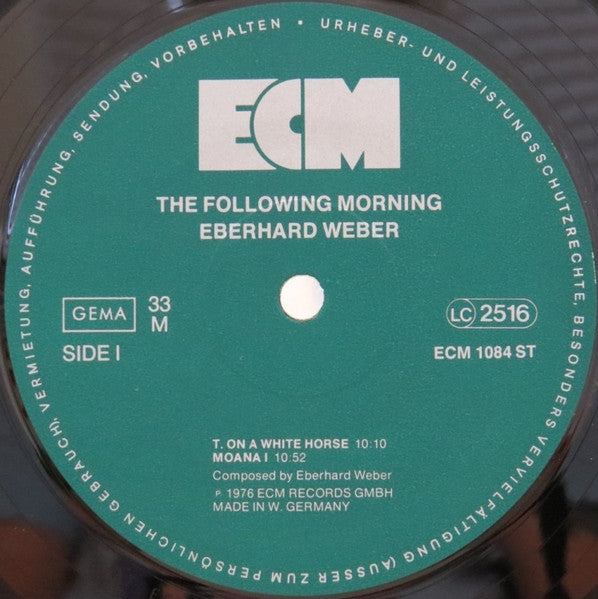 URHEBER- UND LEISTUNGSSCHUTZRECHTE, BESONDERS VERVIELFÄLTIGUNG (AUSSER ZUM PERSÖNLICHEN GEBRAUCH), VERMIETUNG, AUFFÜHRUNG, SENDUNG, VORBEHALTEN •
ECM
THE FOLLOWING MORNING
EBERHARD WEBER
GEMA 33 LC 2516
M
SIDE I ECM 1084 ST
T. ON A WHITE HORSE 10:10
MOANA I 10:52
Composed by Eberhard Weber
℗ 1976 ECM RECORDS GMBH
MADE IN W. GERMANY